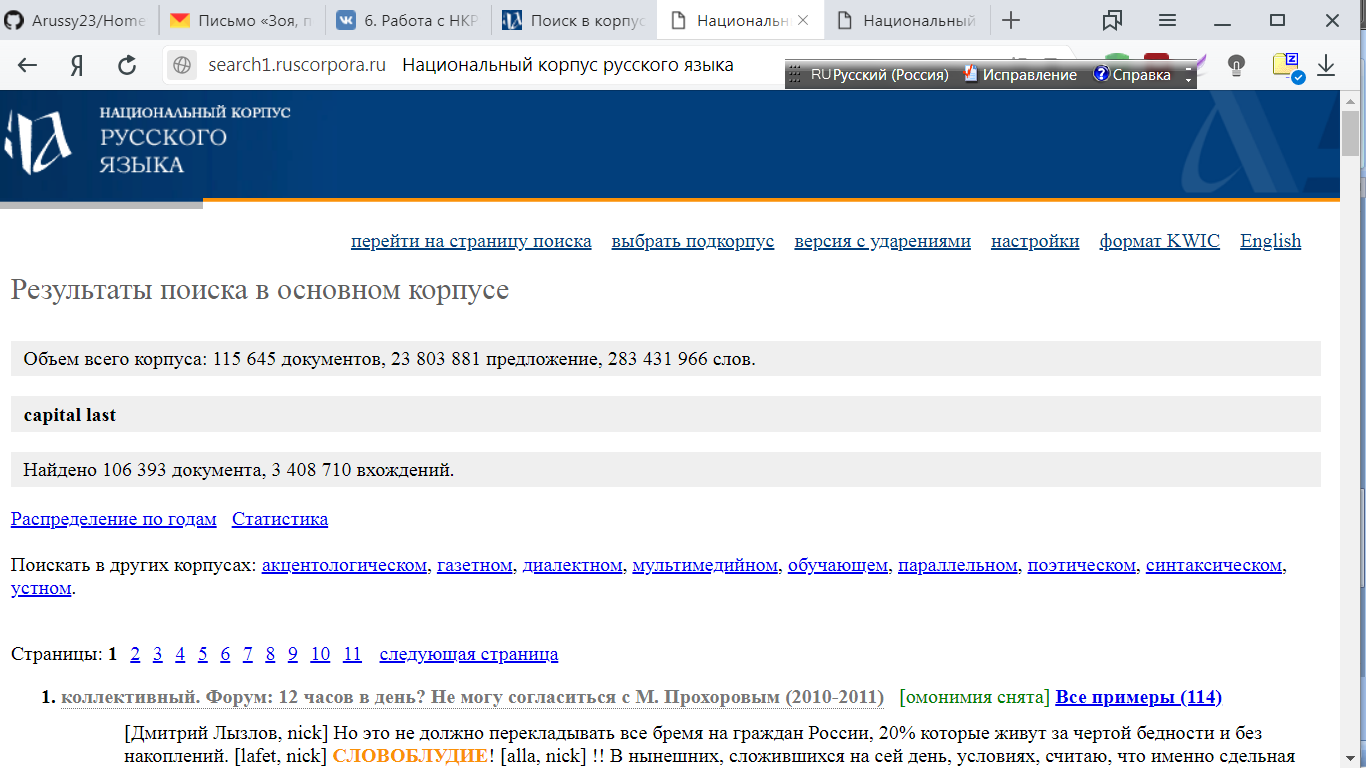 Arussy23/Home
Письмо «Зоя, п
6. Работа с НКР
Поиск в корпус
Националь
Национальный
search1.ruscorpora.ru Национальный корпус русского языка
RU Русский (Россия) Исправление Справка
НАЦИОНАЛЬНЫЙ КОРПУС
РУССКОГО
ЯЗЫКА
перейти на страницу поиска выбрать подкорпус версия с ударениями настройки формат KWIC English
Результаты поиска в основном корпусе
Объем всего корпуса: 115 645 документов, 23 803 881 предложение, 283 431 966 слов.
capital last
Найдено 106 393 документа, 3 408 710 вхождений.
Распределение по годам Статистика
Поискать в других корпусах: акцентологическом, газетном, диалектном, мультимедийном, обучающем, параллельном, поэтическом, синтаксическом,
устном.
Страницы: 1 2 3 4 5 6 7 8 9 10 11 следующая страница
1. коллективный. Форум: 12 часов в день? Не могу согласиться с М. Прохоровым (2010-2011) [омонимия снята] Все примеры (114)
[Дмитрий Лызлов, nick] Но это не должно перекладывать все бремя на граждан России, 20% которые живут за чертой бедности и без
накоплений. [lafet, nick] СЛОВОБЛУДИЕ! [alla, nick] !! В нынешних, сложившихся на сей день, условиях, считаю, что именно сдельная